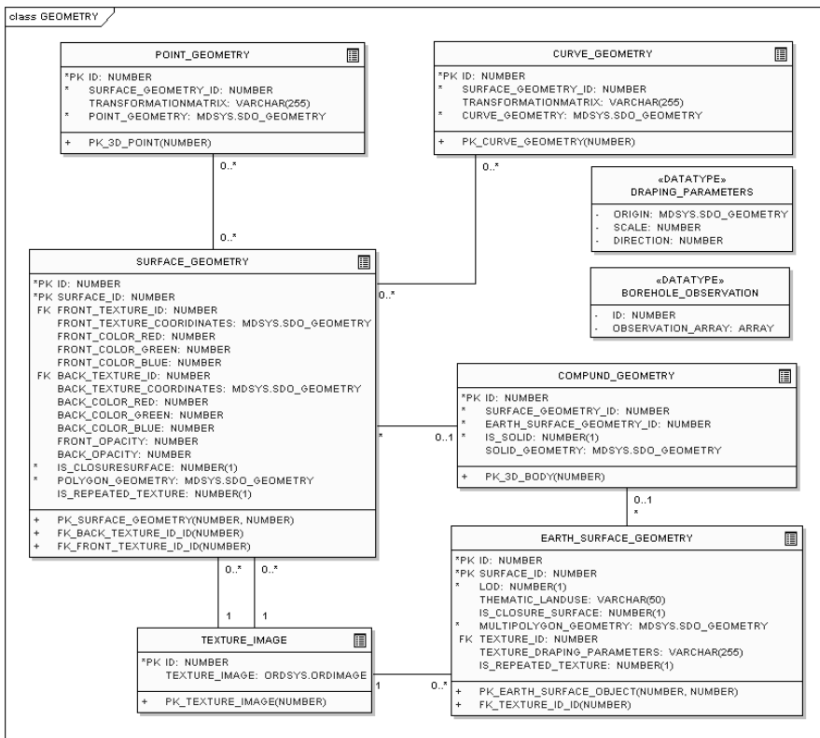 class GEOMETRY
POINT_GEOMETRY
*PK ID: NUMBER
* SURFACE_GEOMETRY_ID: NUMBER
TRANSFORMATIONMATRIX: VARCHAR(255)
* POINT_GEOMETRY: MDSYS.SDO_GEOMETRY
+ PK_3D_POINT(NUMBER)
CURVE_GEOMETRY
*PK ID: NUMBER
* SURFACE_GEOMETRY_ID: NUMBER
TRANSFORMATIONMATRIX: VARCHAR(255)
* CURVE_GEOMETRY: MDSYS.SDO_GEOMETRY
+ PK_CURVE_GEOMETRY(NUMBER)
0..*
0..*
«DATATYPE»
DRAPING_PARAMETERS
- ORIGIN: MDSYS.SDO_GEOMETRY
- SCALE: NUMBER
- DIRECTION: NUMBER
0..*
SURFACE_GEOMETRY
*PK ID: NUMBER
*PK SURFACE_ID: NUMBER
FK FRONT_TEXTURE_ID: NUMBER
FRONT_TEXTURE_COORIDINATES: MDSYS.SDO_GEOMETRY
FRONT_COLOR_RED: NUMBER
FRONT_COLOR_GREEN: NUMBER
FRONT_COLOR_BLUE: NUMBER
FK BACK_TEXTURE_ID: NUMBER
BACK_TEXTURE_COORDINATES: MDSYS.SDO_GEOMETRY
BACK_COLOR_RED: NUMBER
BACK_COLOR_GREEN: NUMBER
BACK_COLOR_BLUE: NUMBER
FRONT_OPACITY: NUMBER
BACK_OPACITY: NUMBER
* IS_CLOSURESURFACE: NUMBER(1)
* POLYGON_GEOMETRY: MDSYS.SDO_GEOMETRY
IS_REPEATED_TEXTURE: NUMBER(1)
+ PK_SURFACE_GEOMETRY(NUMBER, NUMBER)
+ FK_BACK_TEXTURE_ID_ID(NUMBER)
+ FK_FRONT_TEXTURE_ID_ID(NUMBER)
0..*
«DATATYPE»
BOREHOLE_OBSERVATION
- ID: NUMBER
- OBSERVATION_ARRAY: ARRAY
COMPUND_GEOMETRY
*PK ID: NUMBER
* SURFACE_GEOMETRY_ID: NUMBER
* EARTH_SURFACE_GEOMETRY_ID: NUMBER
* IS_SOLID: NUMBER(1)
SOLID_GEOMETRY: MDSYS.SDO_GEOMETRY
+ PK_3D_BODY(NUMBER)
*
0..1
0..1
*
EARTH_SURFACE_GEOMETRY
*PK ID: NUMBER
*PK SURFACE_ID: NUMBER
* LOD: NUMBER(1)
THEMATIC_LANDUSE: VARCHAR(50)
IS_CLOSURE_SURFACE: NUMBER(1)
* MULTIPOLYGON_GEOMETRY: MDSYS.SDO_GEOMETRY
FK TEXTURE_ID: NUMBER
TEXTURE_DRAPING_PARAMETERS: VARCHAR(255)
IS_REPEATED_TEXTURE: NUMBER(1)
+ PK_EARTH_SURFACE_OBJECT(NUMBER, NUMBER)
+ FK_TEXTURE_ID_ID(NUMBER)
0..* 0..*
1 1
TEXTURE_IMAGE
*PK ID: NUMBER
TEXTURE_IMAGE: ORDSYS.ORDIMAGE
+ PK_TEXTURE_IMAGE(NUMBER)
1 0..*